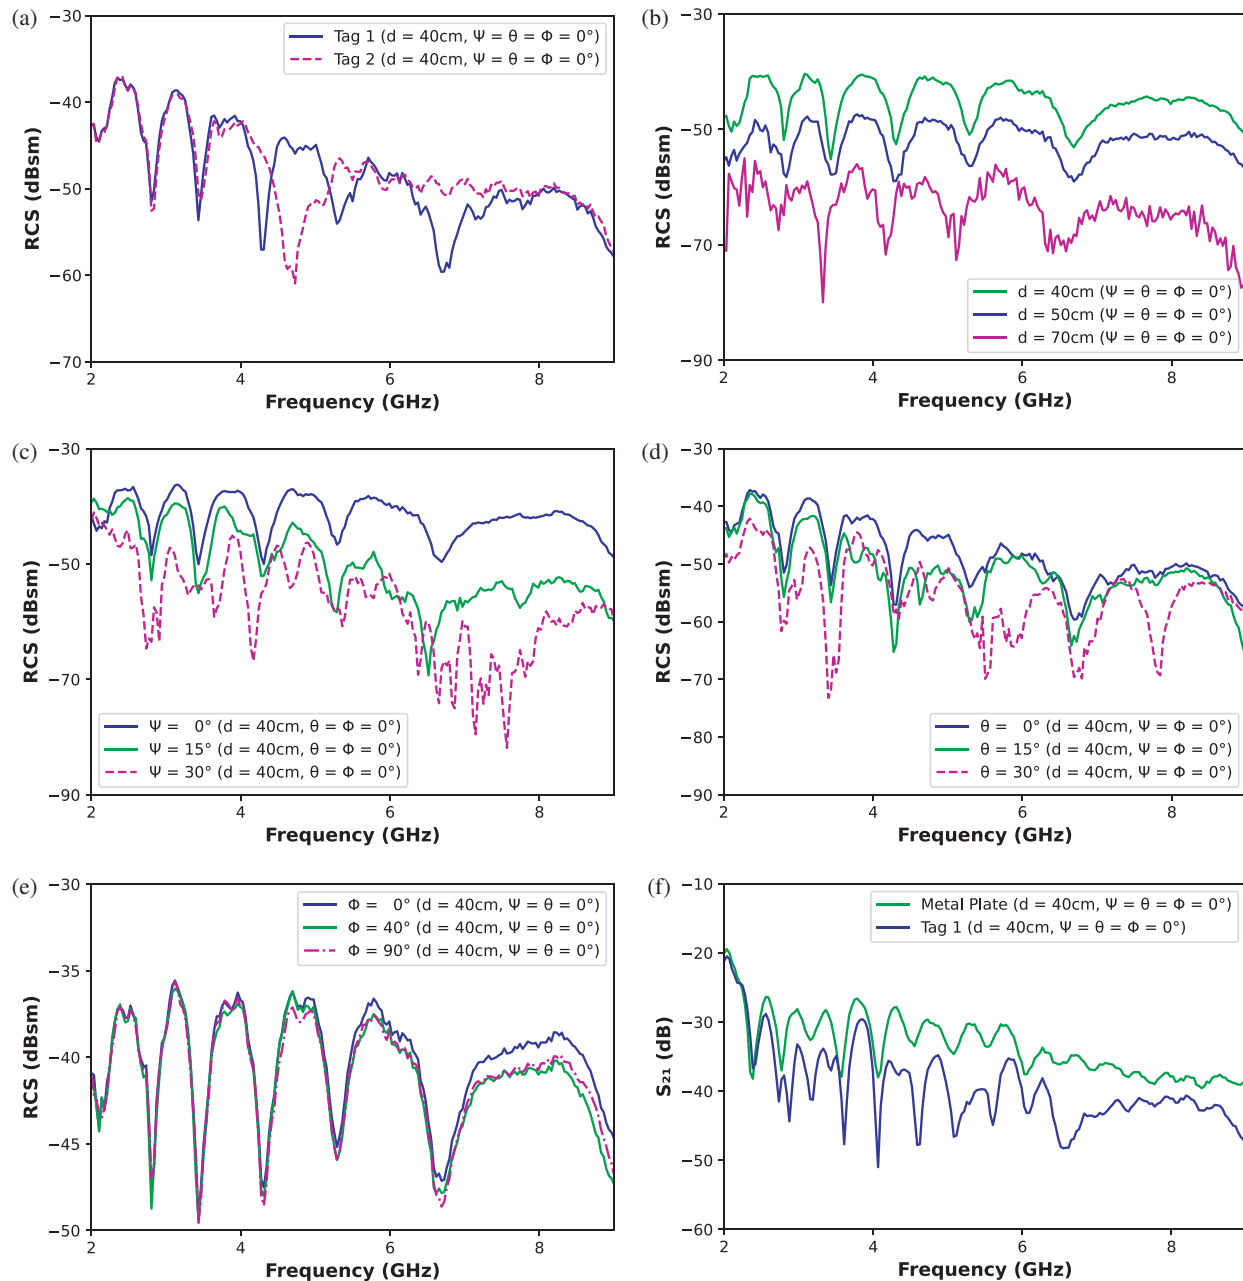 (a)
−30
−40
−50
−60
−70
RCS (dBsm)
Tag 1 (d = 40cm, Ψ = θ = Φ = 0°)
Tag 2 (d = 40cm, Ψ = θ = Φ = 0°)
2 4 6 8
Frequency (GHz)
(b)
−30
−50
−70
−90
RCS (dBsm)
d = 40cm (Ψ = θ = Φ = 0°)
d = 50cm (Ψ = θ = Φ = 0°)
d = 70cm (Ψ = θ = Φ = 0°)
2 4 6 8
Frequency (GHz)
(c)
−30
−50
−70
−90
RCS (dBsm)
Ψ = 0° (d = 40cm, θ = Φ = 0°)
Ψ = 15° (d = 40cm, θ = Φ = 0°)
Ψ = 30° (d = 40cm, θ = Φ = 0°)
2 4 6 8
Frequency (GHz)
(d)
−30
−40
−50
−60
−70
−80
−90
RCS (dBsm)
θ = 0° (d = 40cm, Ψ = Φ = 0°)
θ = 15° (d = 40cm, Ψ = Φ = 0°)
θ = 30° (d = 40cm, Ψ = Φ = 0°)
2 4 6 8
Frequency (GHz)
(e)
−30
−35
−40
−45
−50
RCS (dBsm)
Φ = 0° (d = 40cm, Ψ = θ = 0°)
Φ = 40° (d = 40cm, Ψ = θ = 0°)
Φ = 90° (d = 40cm, Ψ = θ = 0°)
2 4 6 8
Frequency (GHz)
(f)
−10
−20
−30
−40
−50
−60
S₂₁ (dB)
Metal Plate (d = 40cm, Ψ = θ = Φ = 0°)
Tag 1 (d = 40cm, Ψ = θ = Φ = 0°)
2 4 6 8
Frequency (GHz)